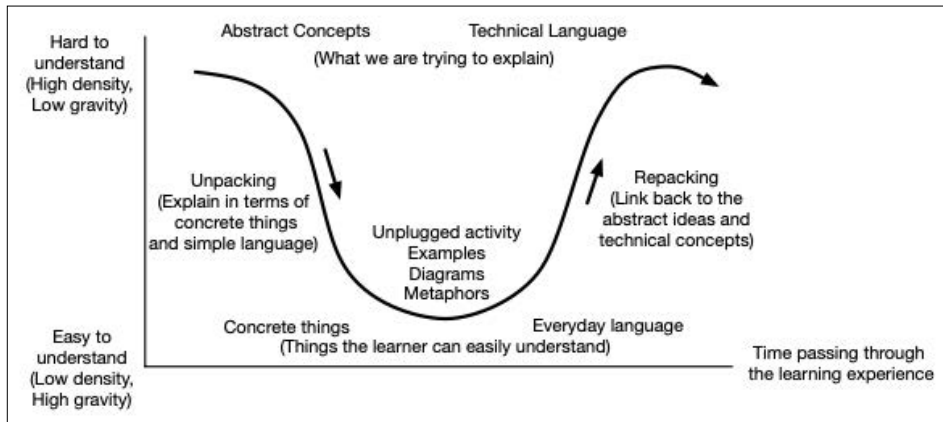 Abstract Concepts
Technical Language
(What we are trying to explain)
Hard to
understand
(High density,
Low gravity)
Unpacking
(Explain in terms of
concrete things
and simple language)
Unplugged activity
Examples
Diagrams
Metaphors
Repacking
(Link back to the
abstract ideas and
technical concepts)
Concrete things
Everyday language
(Things the learner can easily understand)
Easy to
understand
(Low density,
High gravity)
Time passing through
the learning experience